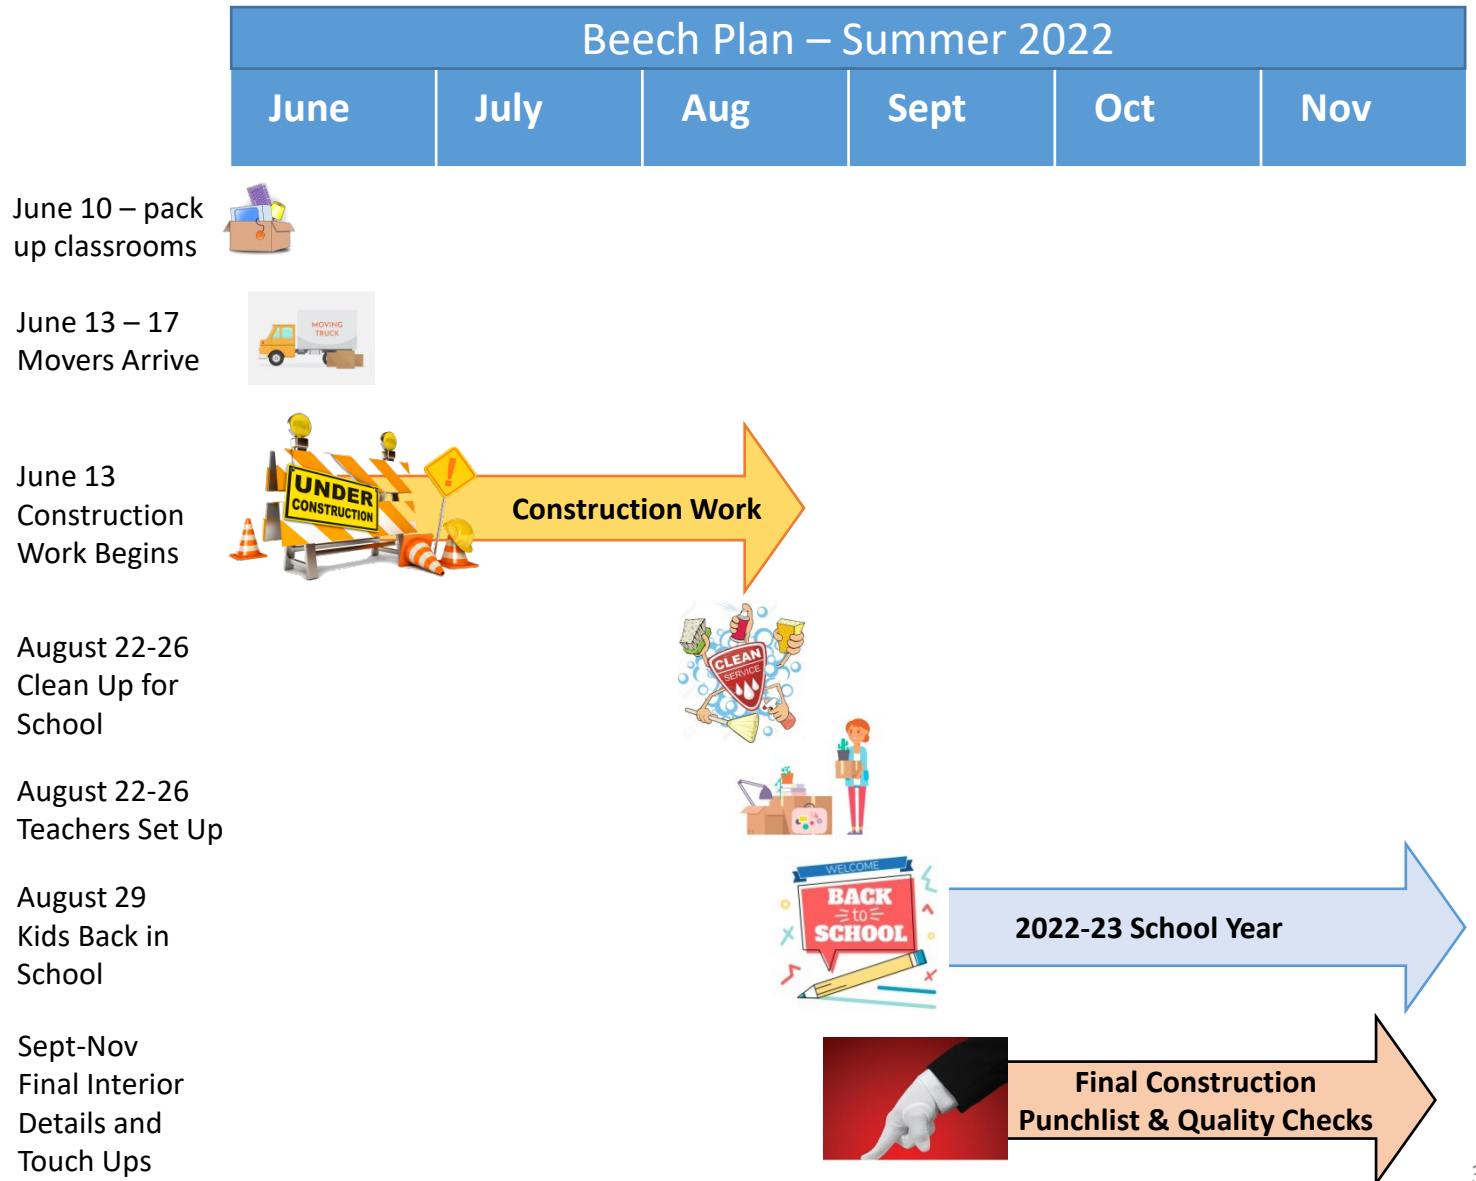 Beech Plan – Summer 2022
June July Aug Sept Oct Nov
June 10 – pack
up classrooms
June 13 – 17
Movers Arrive
MOVING
TRUCK
June 13
Construction
Work Begins
UNDER
CONSTRUCTION
!
Construction Work
August 22-26
Clean Up for
School
CLEAN
SERVICE
August 22-26
Teachers Set Up
August 29
Kids Back in
School
WELCOME
BACK
to
SCHOOL
2022-23 School Year
Sept-Nov
Final Interior
Details and
Touch Ups
Final Construction
Punchlist & Quality Checks